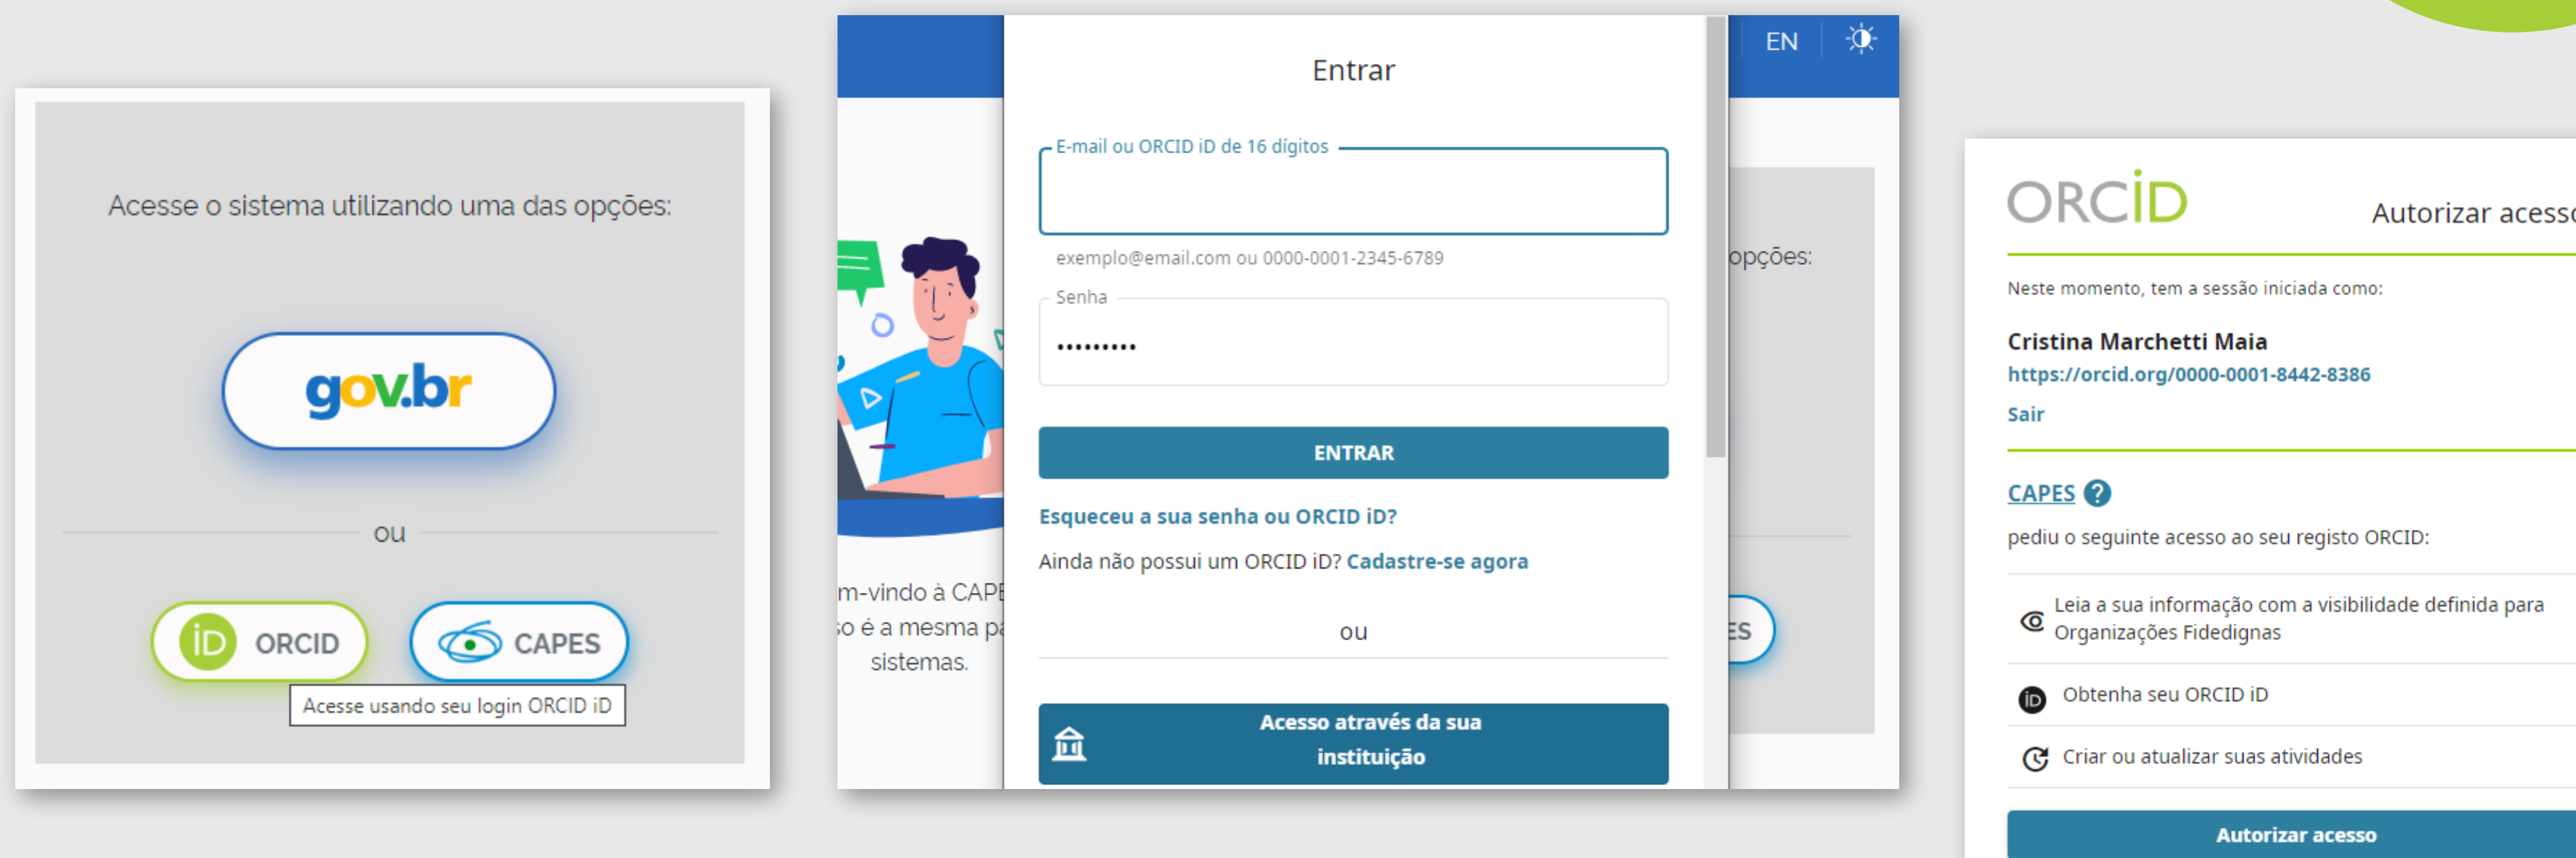 Acesse o sistema utilizando uma das opções:
gov.br
ou
iD ORCID
CAPES
Acesse usando seu login ORCID iD
EN
Entrar
E-mail ou ORCID iD de 16 dígitos
exemplo@email.com ou 0000-0001-2345-6789
Senha
•••••••••
ENTRAR
Esqueceu a sua senha ou ORCID iD?
Ainda não possui um ORCID iD? Cadastre-se agora
ou
Acesso através da sua
instituição
m-vindo à CAPE
so é a mesma pa
sistemas.
opções:
ES
ORCID
Autorizar acesso
Neste momento, tem a sessão iniciada como:
Cristina Marchetti Maia
https://orcid.org/0000-0001-8442-8386
Sair
CAPES ?
pediu o seguinte acesso ao seu registo ORCID:
Leia a sua informação com a visibilidade definida para
Organizações Fidedignas
iD Obtenha seu ORCID iD
Criar ou atualizar suas atividades
Autorizar acesso